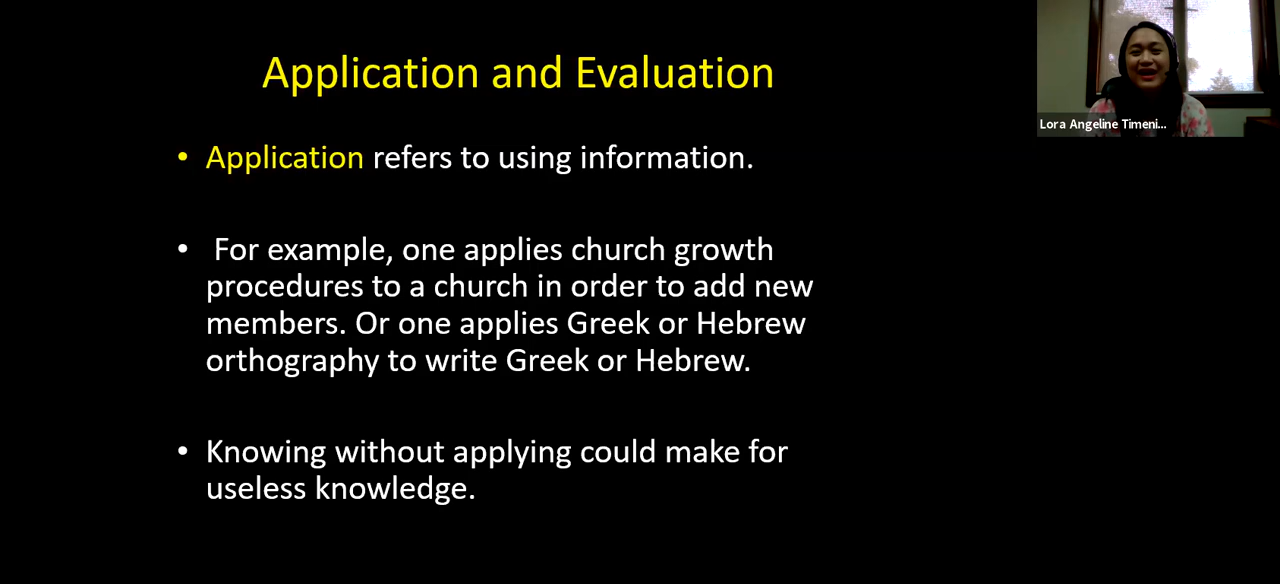 Application and Evaluation
Lora Angeline Timeni...
• Application refers to using information.
• For example, one applies church growth
procedures to a church in order to add new
members. Or one applies Greek or Hebrew
orthography to write Greek or Hebrew.
• Knowing without applying could make for
useless knowledge.